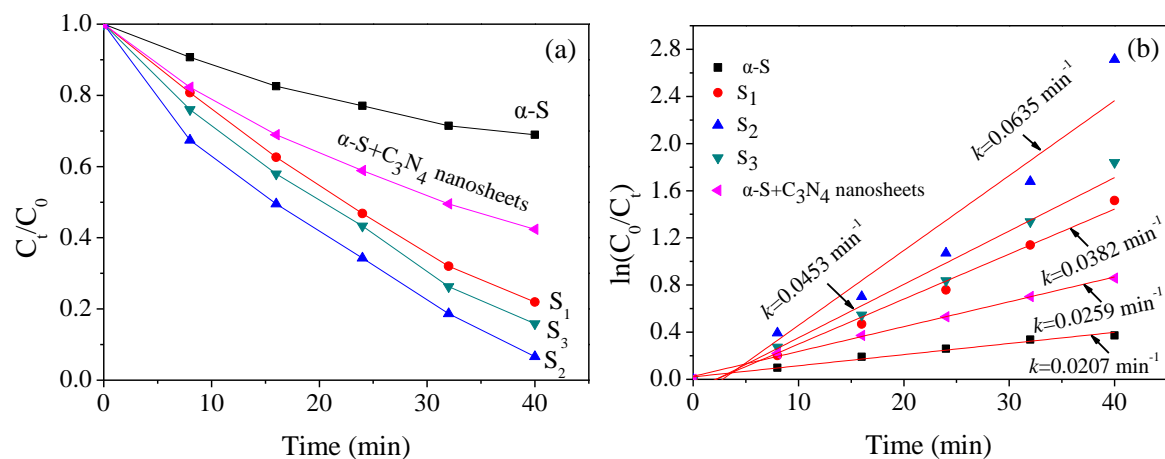 (a)
1.0
0.8
0.6
0.4
0.2
0.0
0
10
20
30
40
Cₜ/C₀
Time (min)
α-S
α-S+C₃N₄ nanosheets
S₁
S₃
S₂
(b)
2.8
2.4
2.0
1.6
1.2
0.8
0.4
0.0
0
10
20
30
40
ln(C₀/Cₜ)
Time (min)
α-S
S₁
S₂
S₃
α-S+C₃N₄ nanosheets
k=0.0635 min⁻¹
k=0.0453 min⁻¹
k=0.0382 min⁻¹
k=0.0259 min⁻¹
k=0.0207 min⁻¹